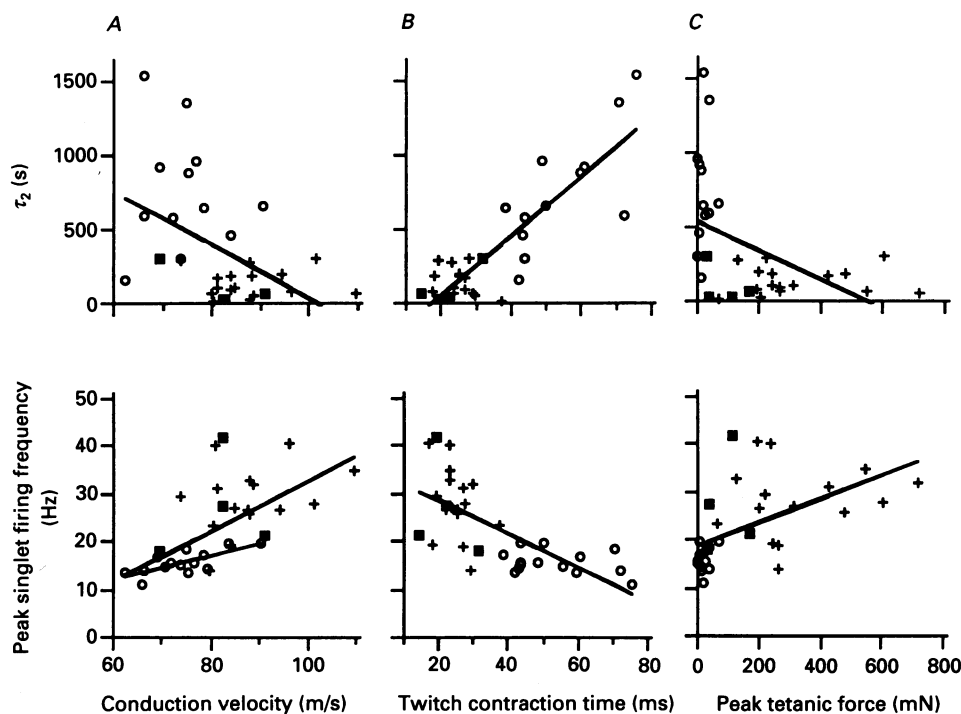 A B C
1500
1000
500
0
τ2 (s)
50
40
30
20
10
0
Peak singlet firing frequency
(Hz)
60 80 100
20 40 60 80
0 200 400 600 800
Conduction velocity (m/s) Twitch contraction time (ms) Peak tetanic force (mN)